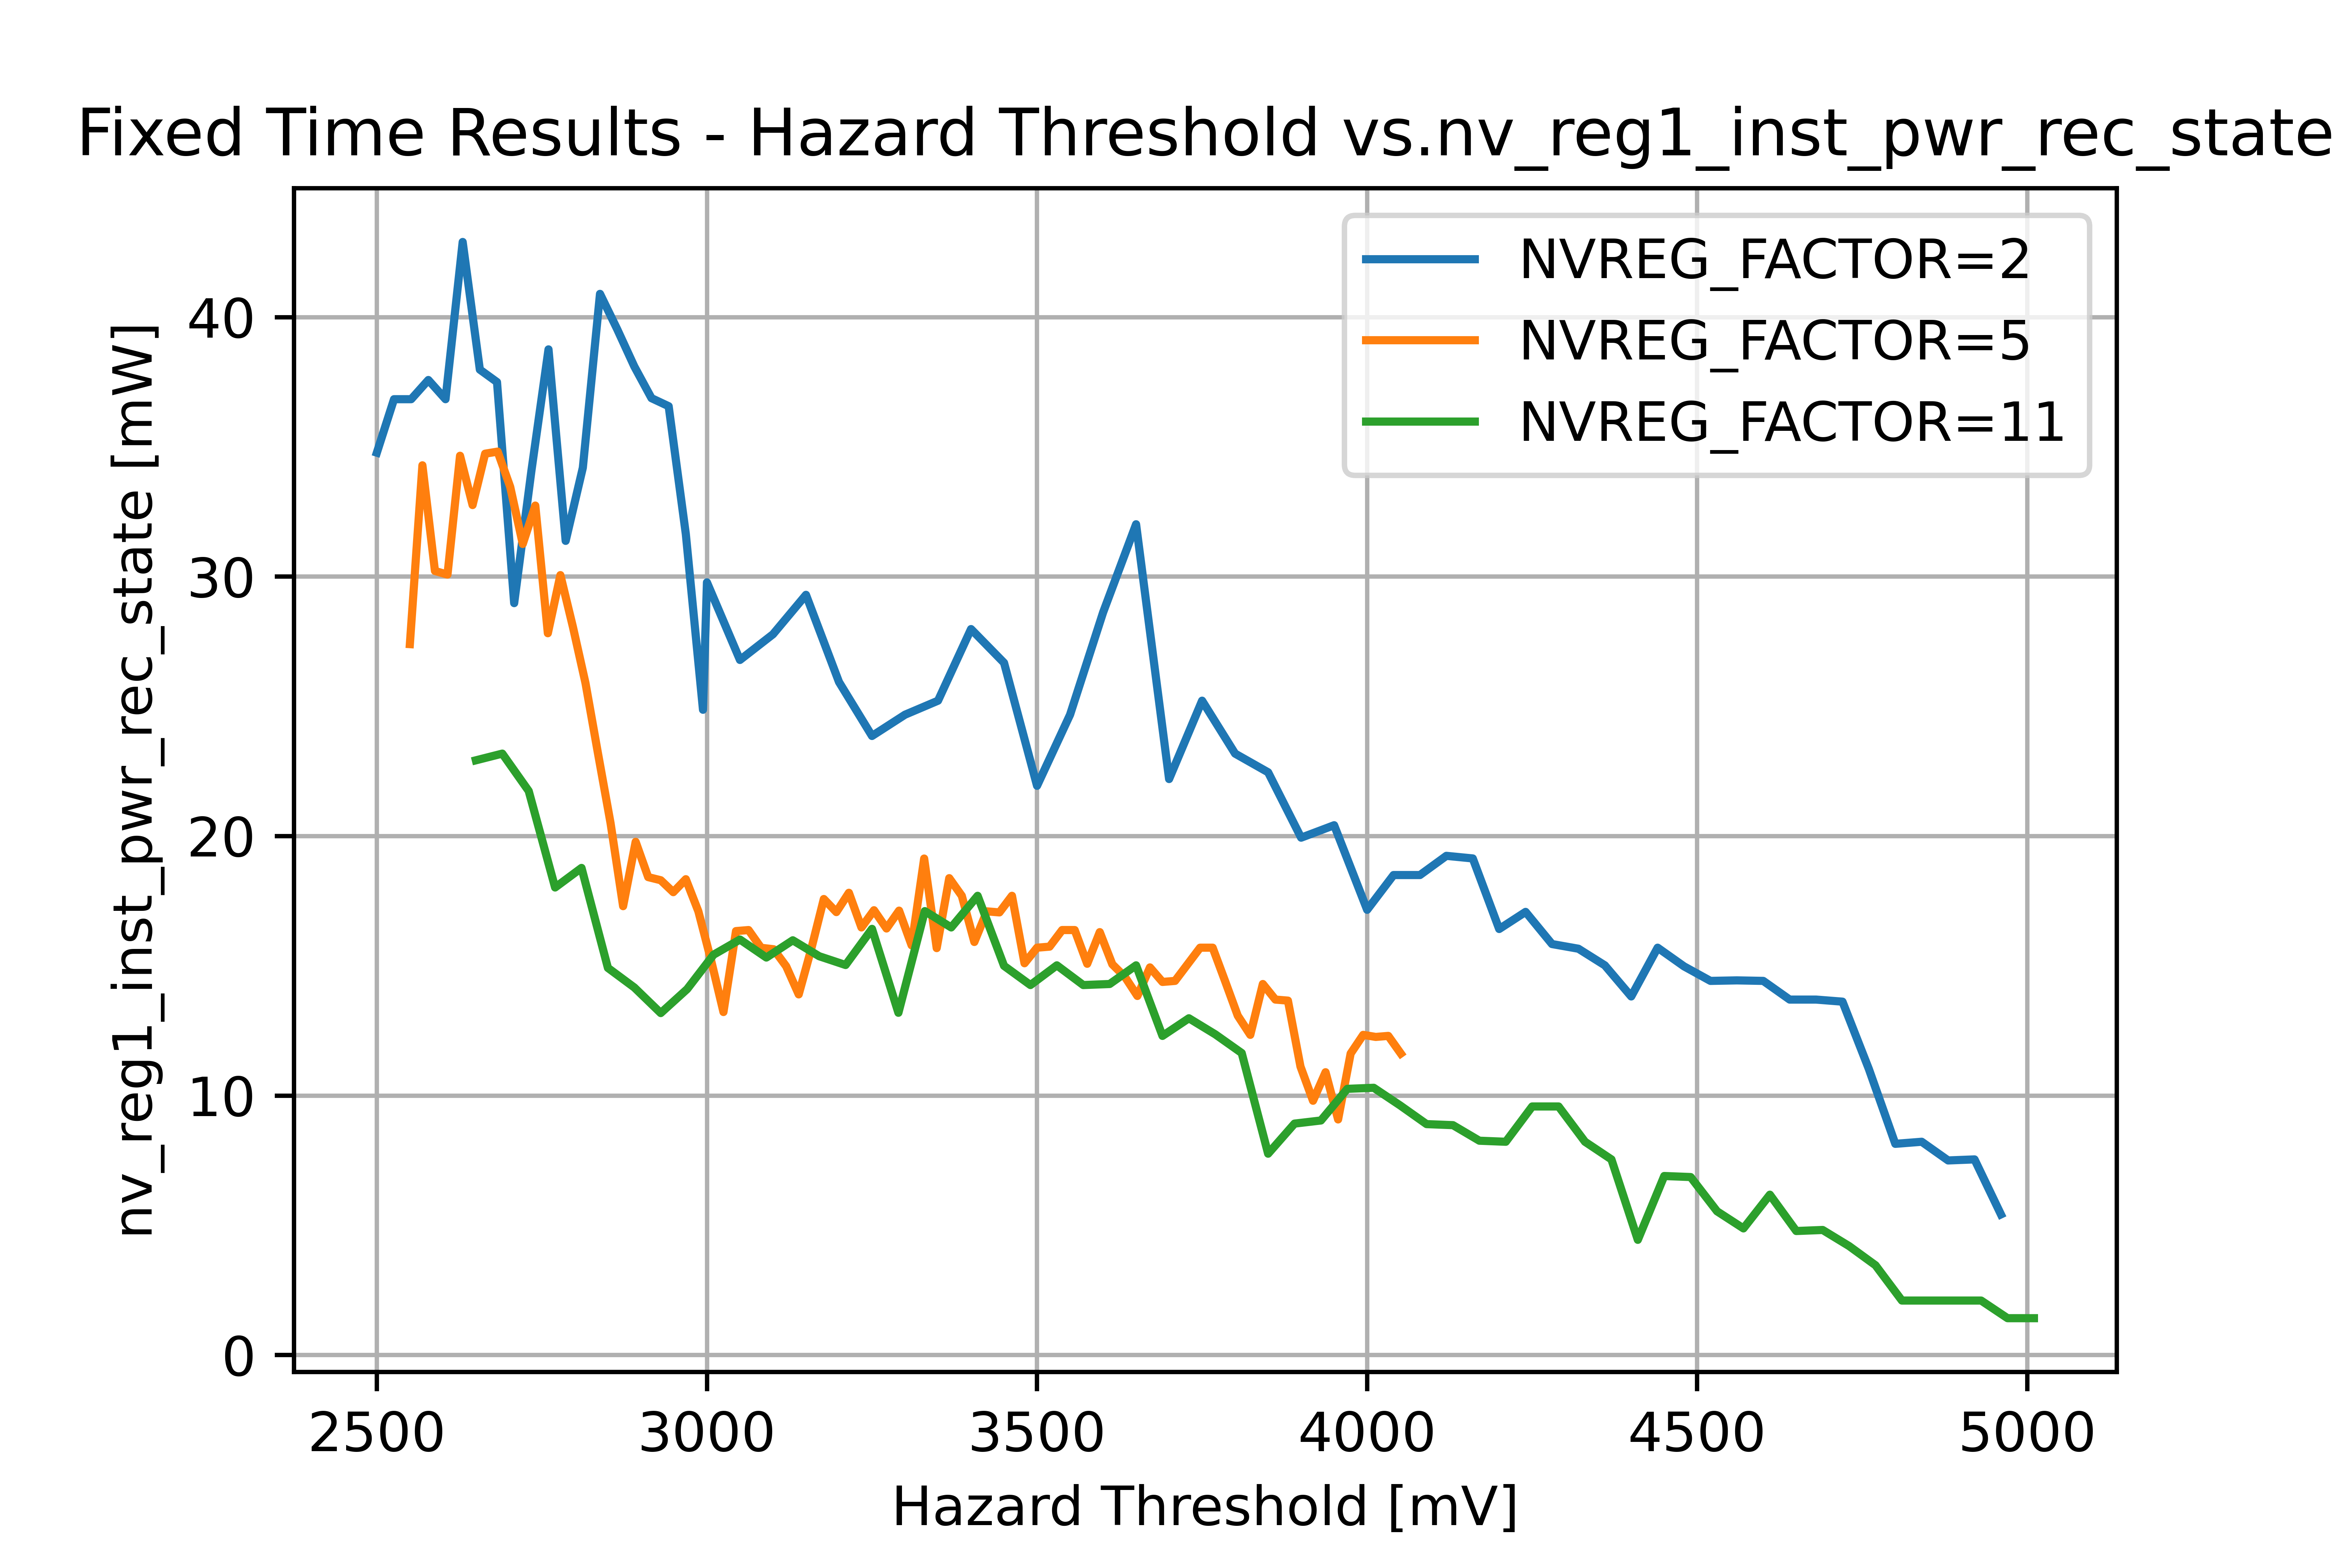 Fixed Time Results - Hazard Threshold vs.nv_reg1_inst_pwr_rec_state
NVREG_FACTOR=2
NVREG_FACTOR=5
NVREG_FACTOR=11
nv_reg1_inst_pwr_rec_state [mW]
40
30
20
10
0
2500 3000 3500 4000 4500 5000
Hazard Threshold [mV]